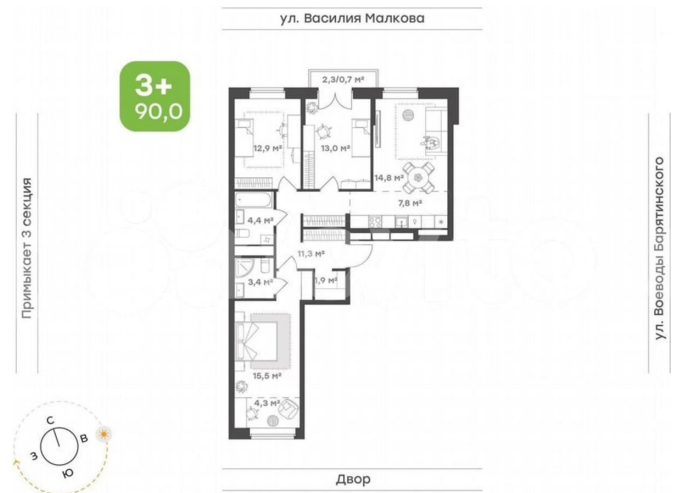 ул. Василия Малкова
3+
90,0
2,3/0,7 м²
12,9 м²
13,0 м²
14,8 м²
7,8 м²
4,4 м²
11,3 м²
3,4 м²
1,9 м²
15,5 м²
4,3 м²
Примыкает 3 секция
ул. Воеводы Барятинского
С
В
З
Ю
Двор